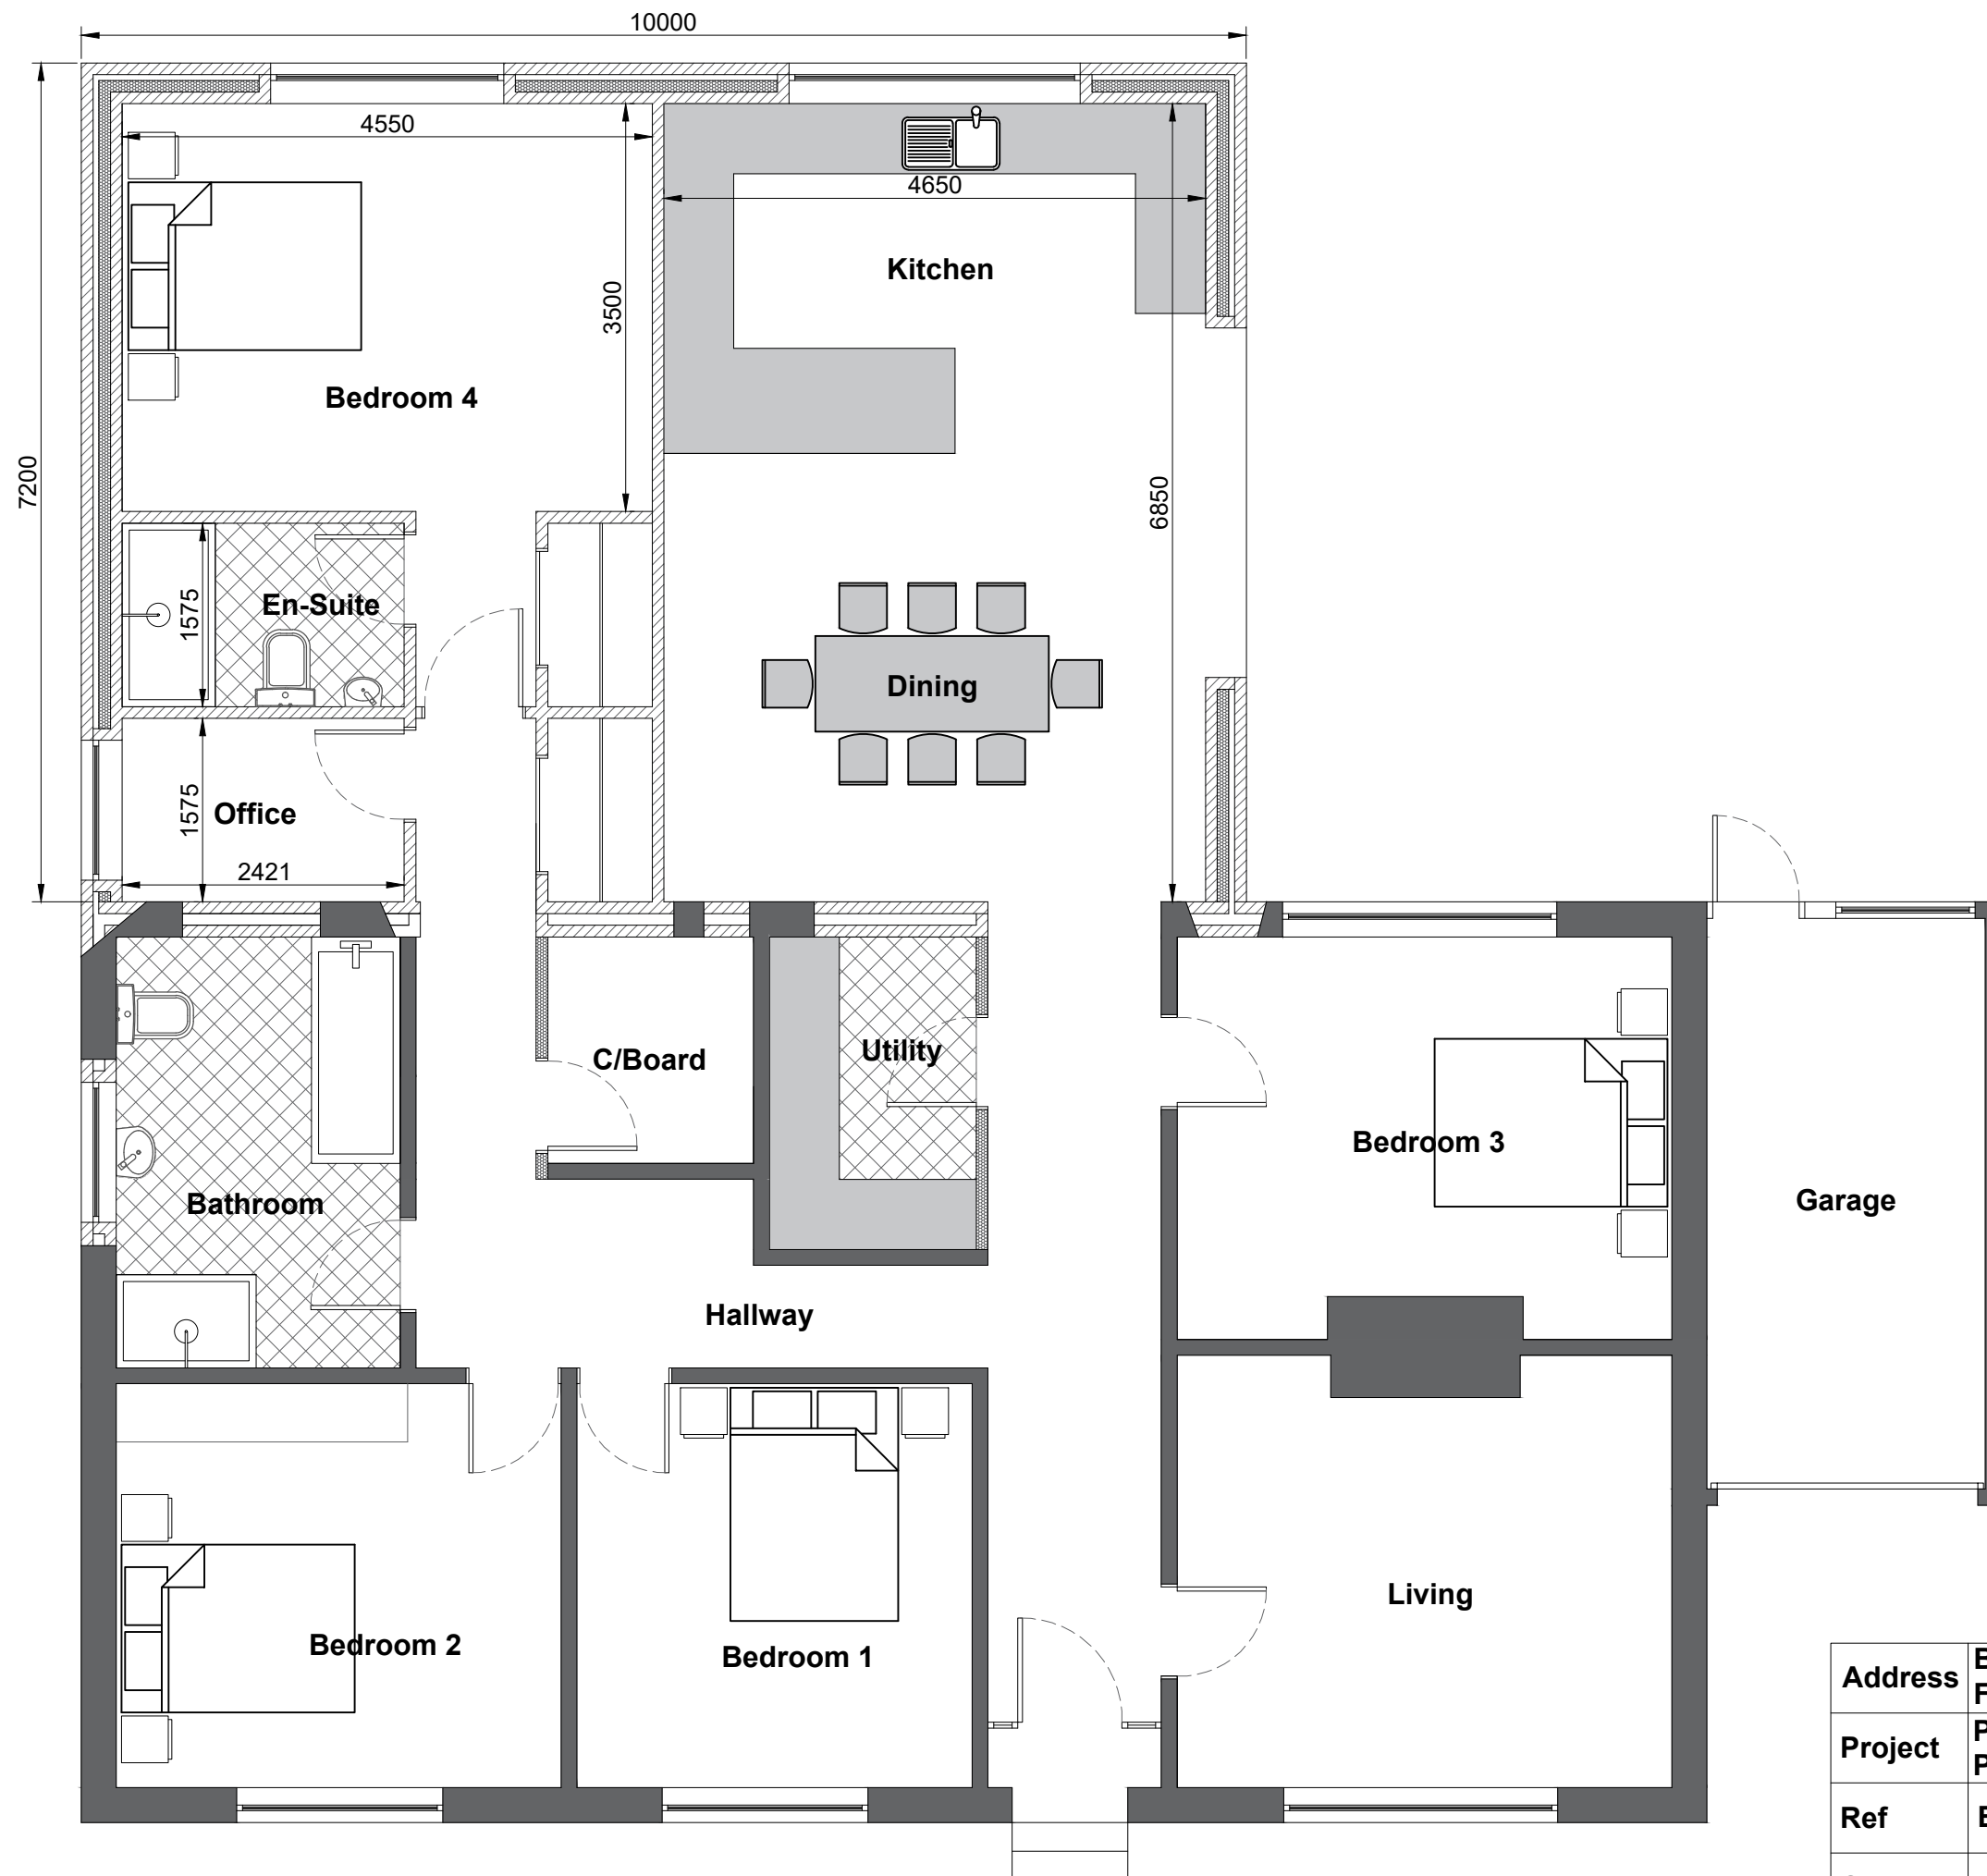 10000
4550
4650
Kitchen
3500
Bedroom 4
7200
6850
1575
En-Suite
Dining
1575
Office
2421
C/Board
Utility
Bedroom 3
Bathroom
Garage
Hallway
Living
Bedroom 2
Bedroom 1
Address
Project
Ref